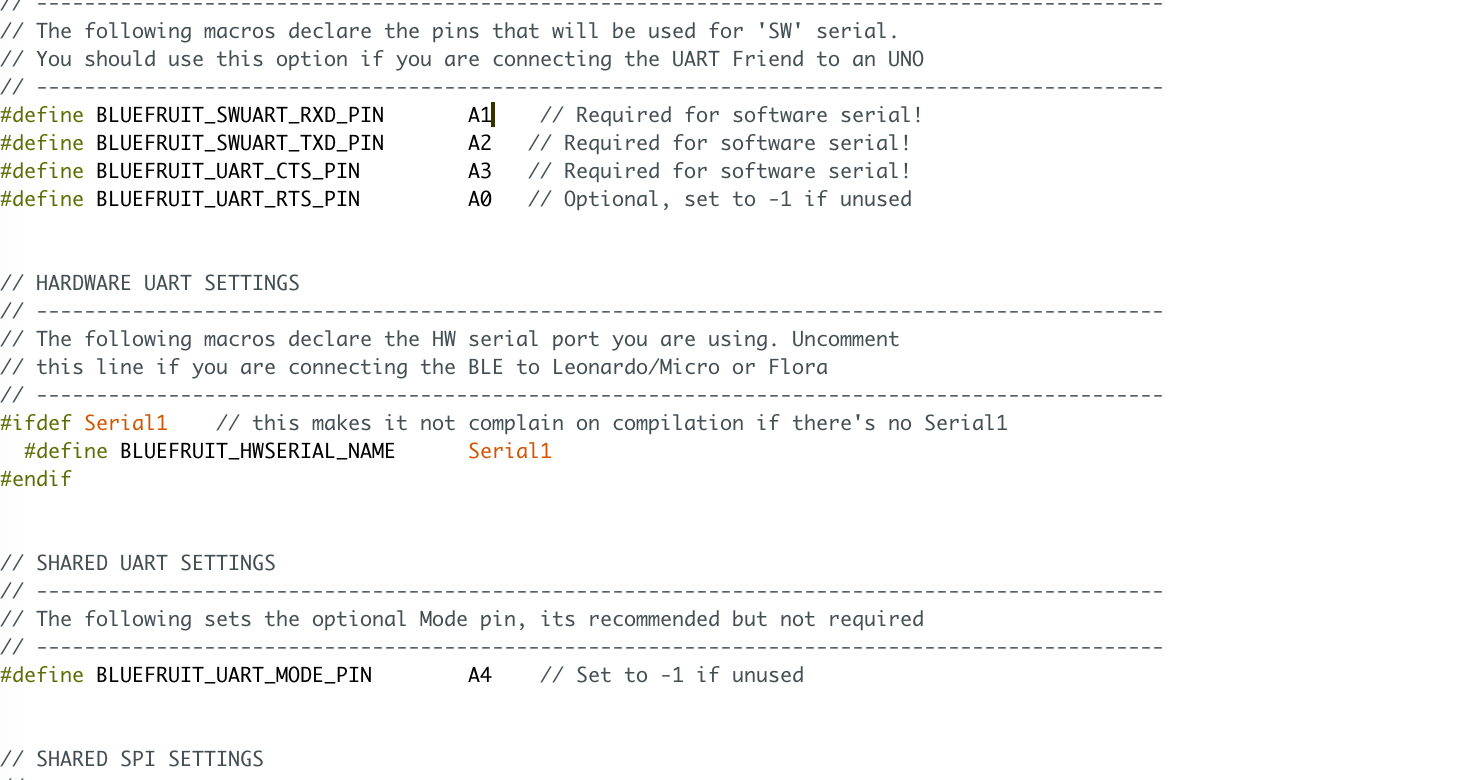 // ----------------------------------------------------------------------------------------------
// The following macros declare the pins that will be used for 'SW' serial.
// You should use this option if you are connecting the UART Friend to an UNO
// ----------------------------------------------------------------------------------------------
#define BLUEFRUIT_SWUART_RXD_PIN       A1    // Required for software serial!
#define BLUEFRUIT_SWUART_TXD_PIN       A2   // Required for software serial!
#define BLUEFRUIT_UART_CTS_PIN         A3   // Required for software serial!
#define BLUEFRUIT_UART_RTS_PIN         A0   // Optional, set to -1 if unused
// HARDWARE UART SETTINGS
// ----------------------------------------------------------------------------------------------
// The following macros declare the HW serial port you are using. Uncomment
// this line if you are connecting the BLE to Leonardo/Micro or Flora
// ----------------------------------------------------------------------------------------------
#ifdef Serial1    // this makes it not complain on compilation if there's no Serial1
  #define BLUEFRUIT_HWSERIAL_NAME      Serial1
#endif
// SHARED UART SETTINGS
// ----------------------------------------------------------------------------------------------
// The following sets the optional Mode pin, its recommended but not required
// ----------------------------------------------------------------------------------------------
#define BLUEFRUIT_UART_MODE_PIN        A4    // Set to -1 if unused
// SHARED SPI SETTINGS